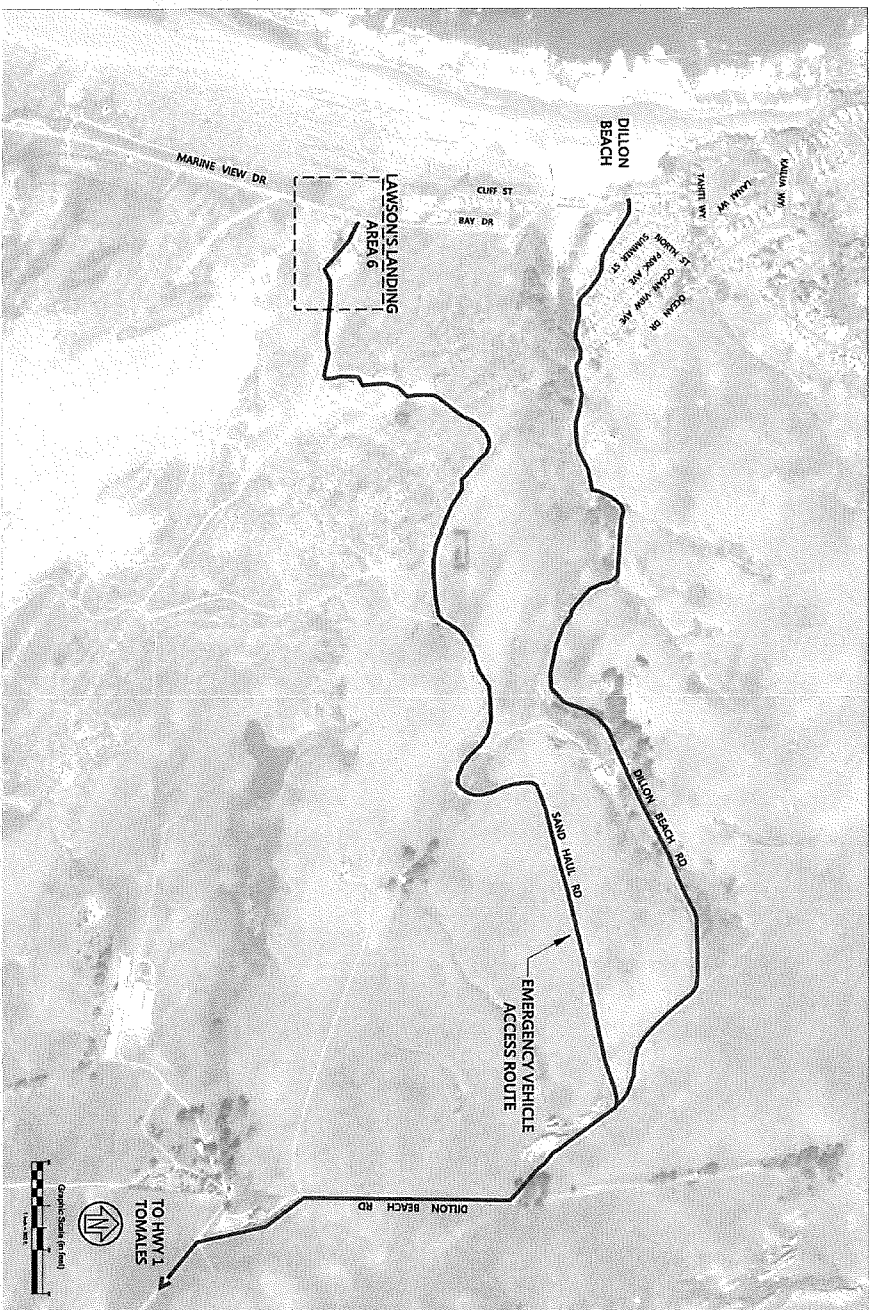 KAILUA WY
LANAI WY
TAHITI WY
DILLON
BEACH
NORTH ST
SUMMER ST
PARK AVE
OCEAN VIEW AVE
OCEAN DR
CLIFF ST
BAY DR
MARINE VIEW DR
LAWSON'S LANDING
AREA 6
DILLON BEACH RD
SAND HAUL RD
EMERGENCY VEHICLE
ACCESS ROUTE
DILLON BEACH RD
TO HWY 1
TOMALES
N
Graphic Scale (in feet)